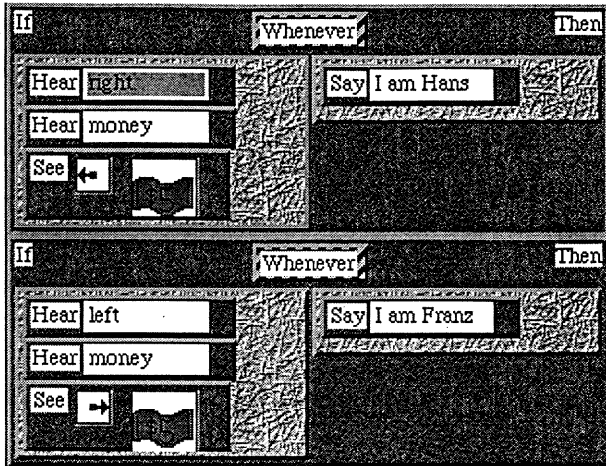 If Whenever Then
Hear right Say I am Hans
Hear money
See
If Whenever Then
Hear left Say I am Franz
Hear money
See